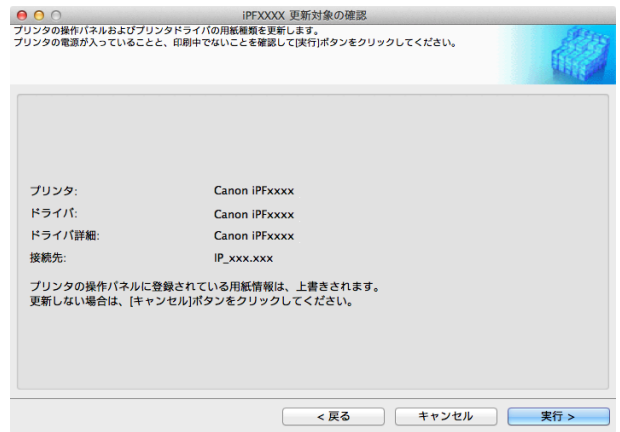 iPFXXXX 更新対象の確認
プリンタの操作パネルおよびプリンタドライバの用紙種類を更新します。
プリンタの電源が入っていることと、印刷中でないことを確認して[実行]ボタンをクリックしてください。
プリンタ: Canon iPFxxxx
ドライバ: Canon iPFxxxx
ドライバ詳細: Canon iPFxxxx
接続先: IP_xxx.xxx
プリンタの操作パネルに登録されている用紙情報は、上書きされます。
更新しない場合は、[キャンセル]ボタンをクリックしてください。
< 戻る キャンセル 実行 >